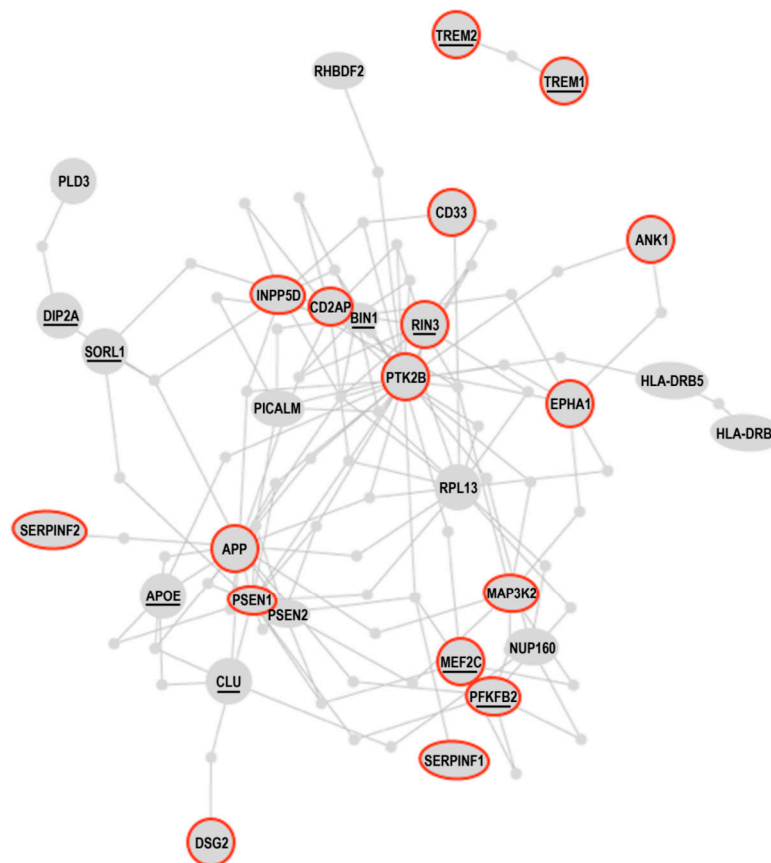 TREM2
RHBDF2
TREM1
PLD3
CD33
ANK1
INPP5D
CD2AP
BIN1
DIP2A
RIN3
SORL1
PTK2B
HLA-DRB5
EPHA1
PICALM
HLA-DRB
RPL13
SERPINF2
APP
APOE
PSEN1
MAP3K2
PSEN2
NUP160
MEF2C
CLU
PFKFB2
SERPINF1
DSG2